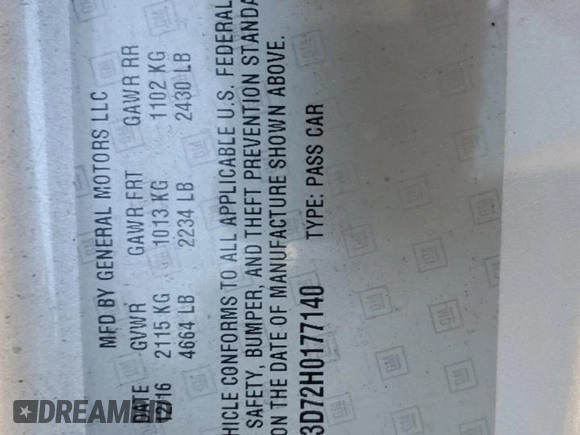 MFD BY GENERAL MOTORS LLC
DATE GVWR GAWR FRT GAWR RR
12/16 2115 KG 1013 KG 1102 KG
4664 LB 2234 LB 2430 LB
HICLE CONFORMS TO ALL APPLICABLE U.S. FEDERAL
SAFETY, BUMPER, AND THEFT PREVENTION STANDA
ON THE DATE OF MANUFACTURE SHOWN ABOVE.
3D72H0177140 TYPE: PASS CAR
GM